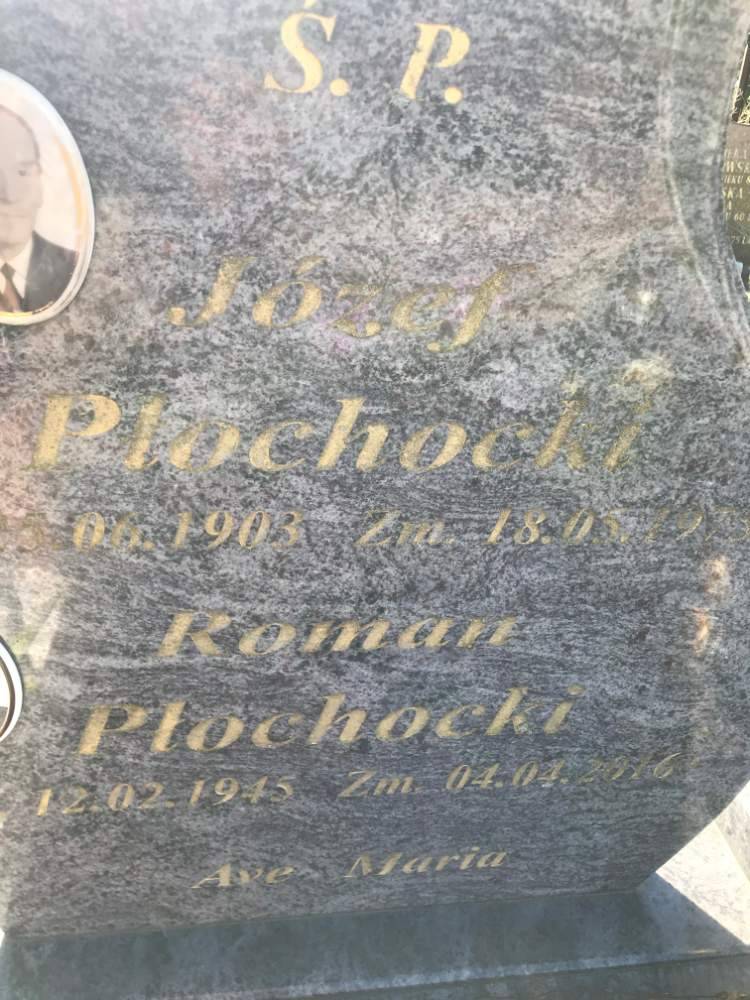 Ś. P.
Józef
Płochocki
06.1903 Zm. 18.05.
Roman
Płochocki
12.02.1945 Zm. 04.04.2016
Ave Maria